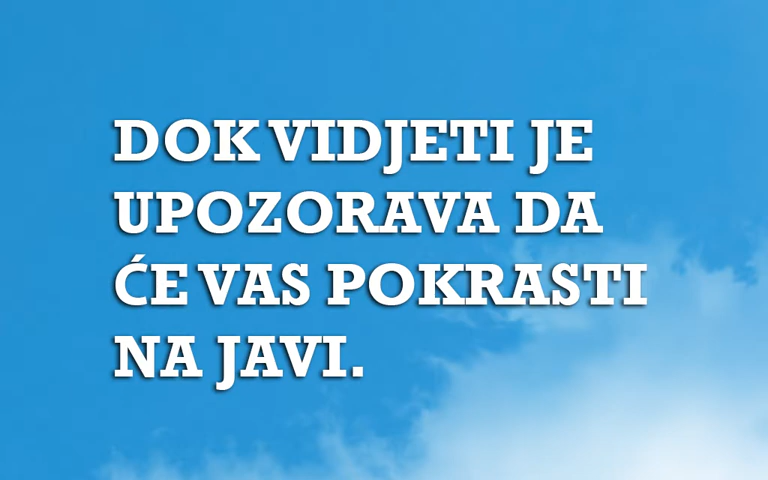 DOK VIDJETI JE
UPOZORAVA DA
ĆE VAS POKRASTI
NA JAVI.